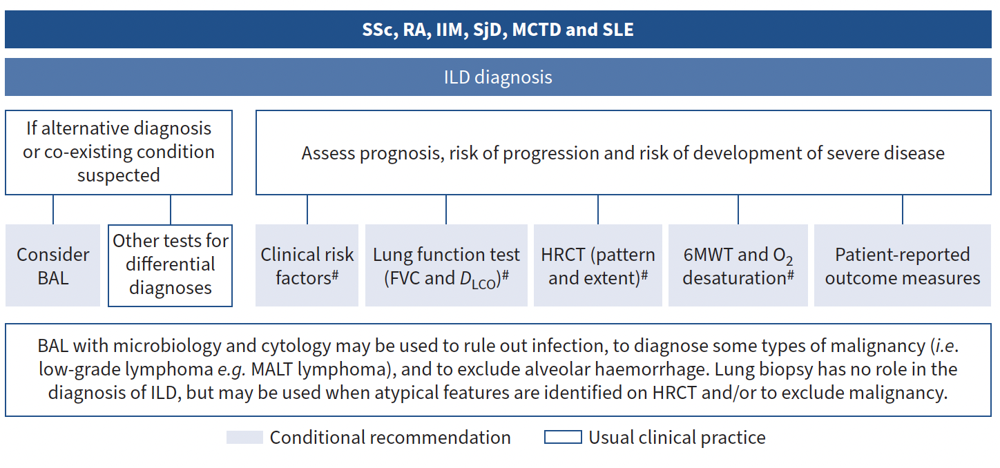 SSc, RA, IIM, SjD, MCTD and SLE
ILD diagnosis
If alternative diagnosis
or co-existing condition
suspected
Assess prognosis, risk of progression and risk of development of severe disease
Consider
BAL
Other tests for
differential
diagnoses
Clinical risk
factors#
Lung function test
(FVC and DLCO)#
HRCT (pattern
and extent)#
6MWT and O2
desaturation#
Patient-reported
outcome measures
BAL with microbiology and cytology may be used to rule out infection, to diagnose some types of malignancy (i.e.
low-grade lymphoma e.g. MALT lymphoma), and to exclude alveolar haemorrhage. Lung biopsy has no role in the
diagnosis of ILD, but may be used when atypical features are identified on HRCT and/or to exclude malignancy.
Conditional recommendation
Usual clinical practice